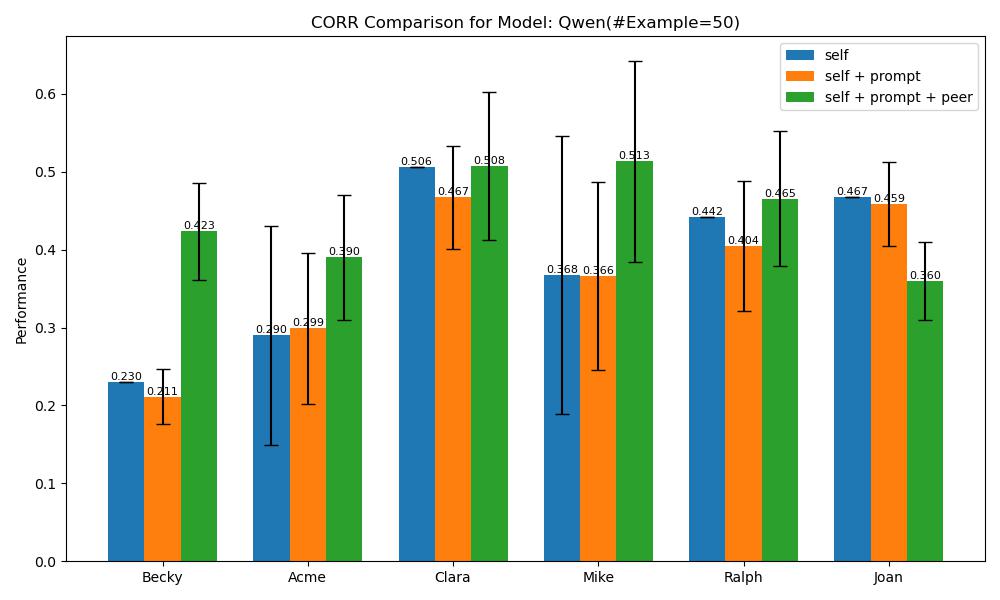 CORR Comparison for Model: Qwen(#Example=50)
self
self + prompt
self + prompt + peer
Performance
0.6
0.5
0.4
0.3
0.2
0.1
0.0
0.230
0.211
0.423
0.290
0.299
0.390
0.506
0.467
0.508
0.368
0.366
0.513
0.442
0.404
0.465
0.467
0.459
0.360
Becky
Acme
Clara
Mike
Ralph
Joan